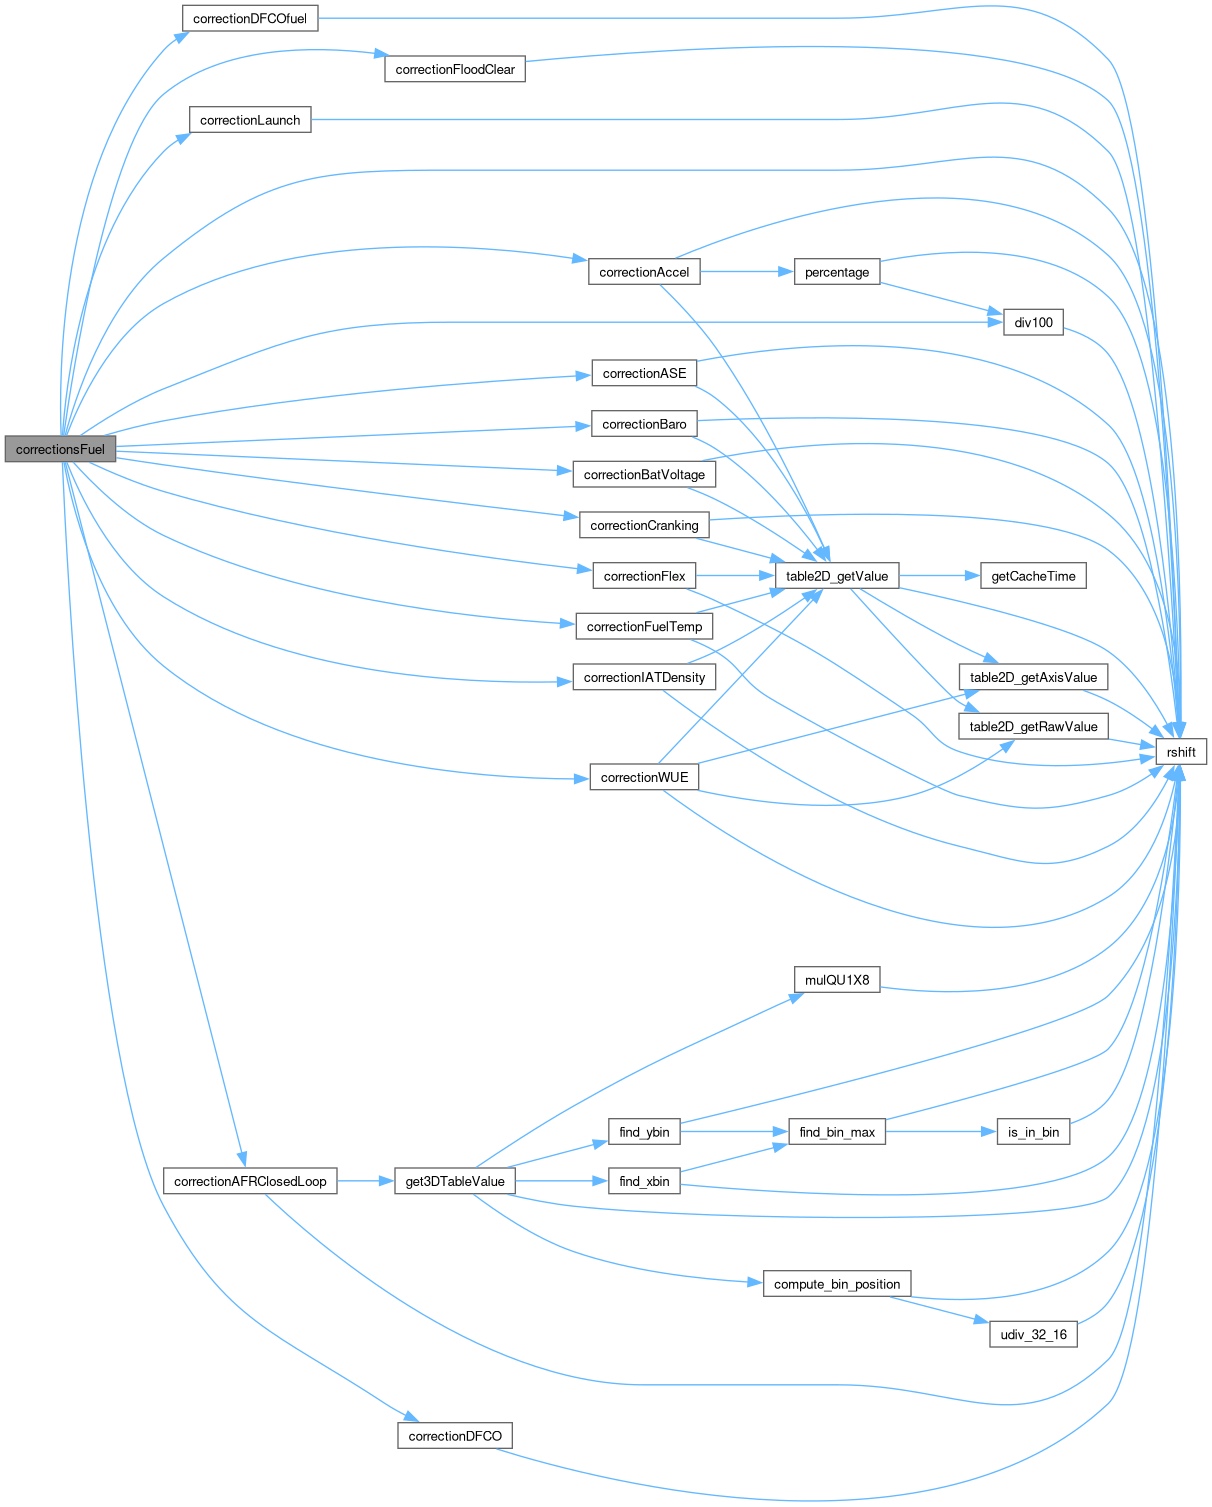 correctionDFCOfuel
correctionFloodClear
correctionLaunch
correctionAccel
percentage
div100
correctionASE
correctionBaro
correctionsFuel
correctionBatVoltage
correctionCranking
correctionFlex
table2D_getValue
getCacheTime
correctionFuelTemp
correctionIATDensity
table2D_getAxisValue
table2D_getRawValue
rshift
correctionWUE
mulQU1X8
find_ybin
find_bin_max
is_in_bin
correctionAFRClosedLoop
get3DTableValue
find_xbin
compute_bin_position
udiv_32_16
correctionDFCO